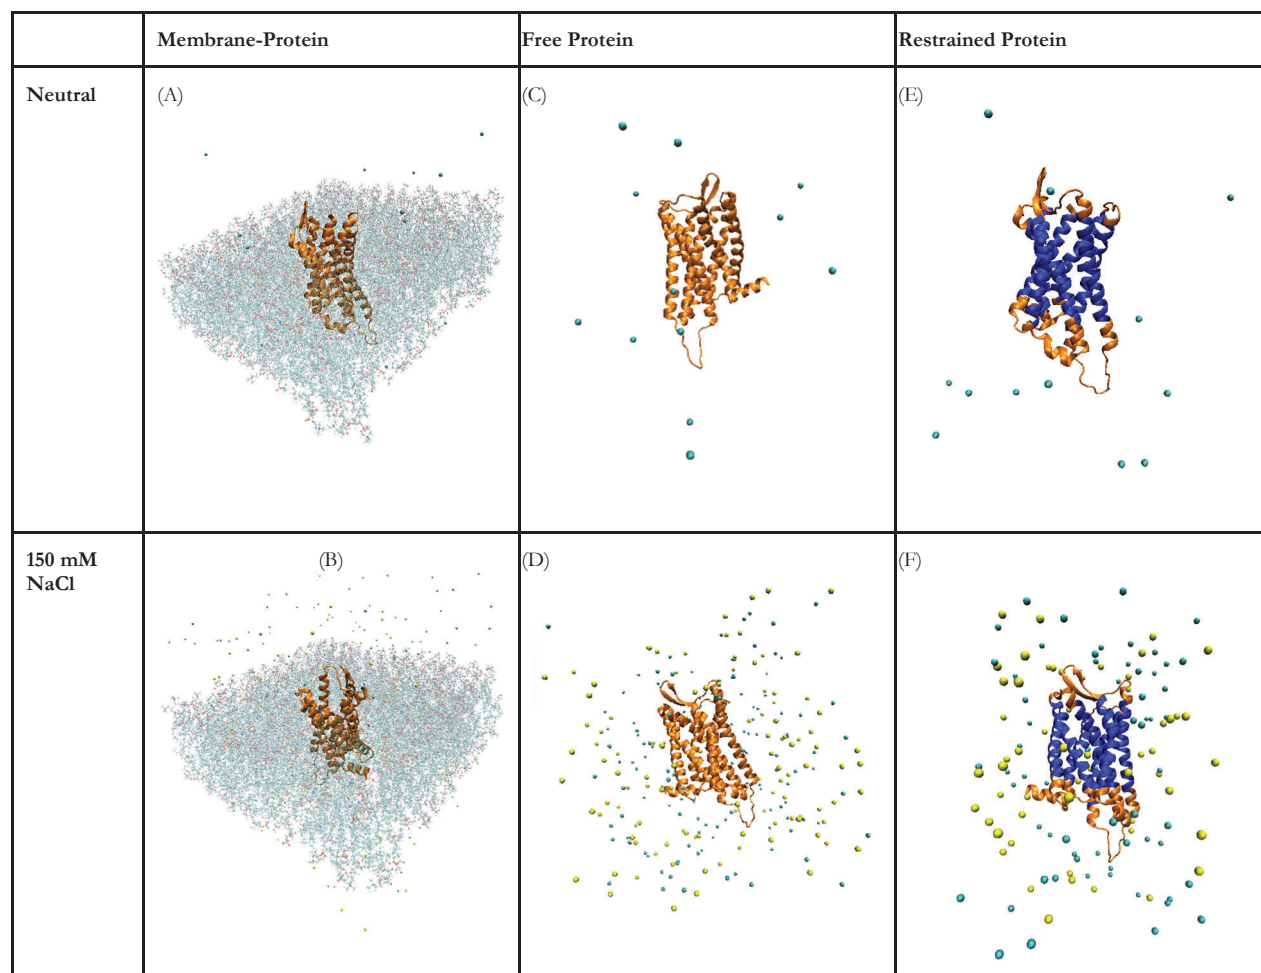 Membrane-Protein
Free Protein
Restrained Protein
Neutral
(A)
(C)
(E)
150 mM
NaCl
(B)
(D)
(F)